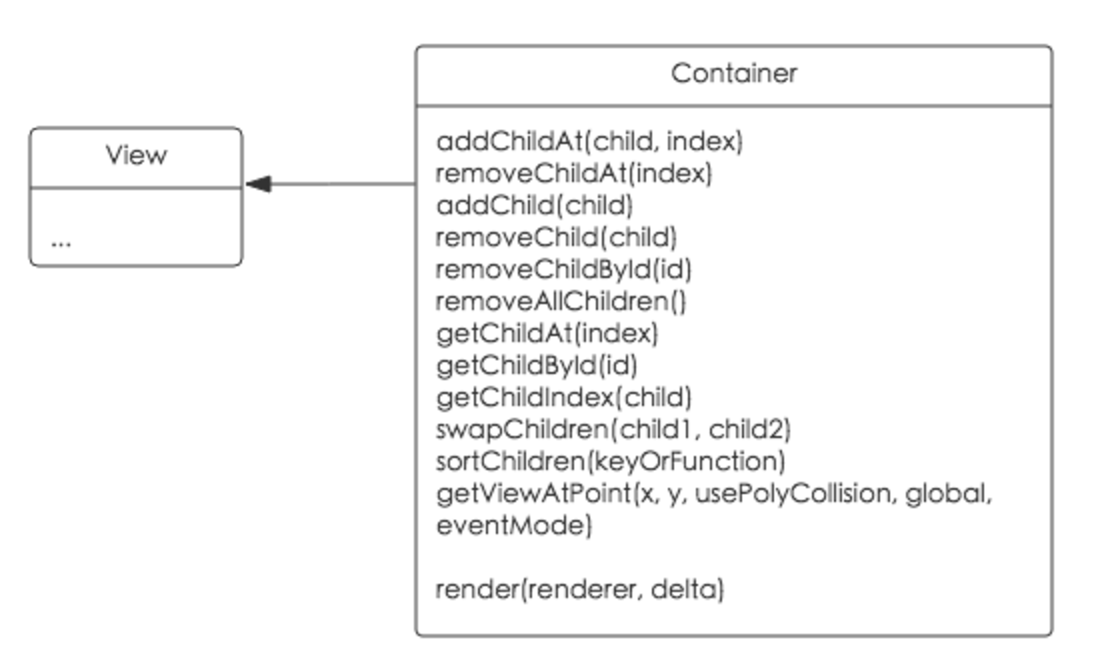 View
...
Container
addChildAt(child, index)
removeChildAt(index)
addChild(child)
removeChild(child)
removeChildById(id)
removeAllChildren()
getChildAt(index)
getChildById(id)
getChildIndex(child)
swapChildren(child1, child2)
sortChildren(keyOrFunction)
getViewAtPoint(x, y, usePolyCollision, global,
eventMode)
render(renderer, delta)